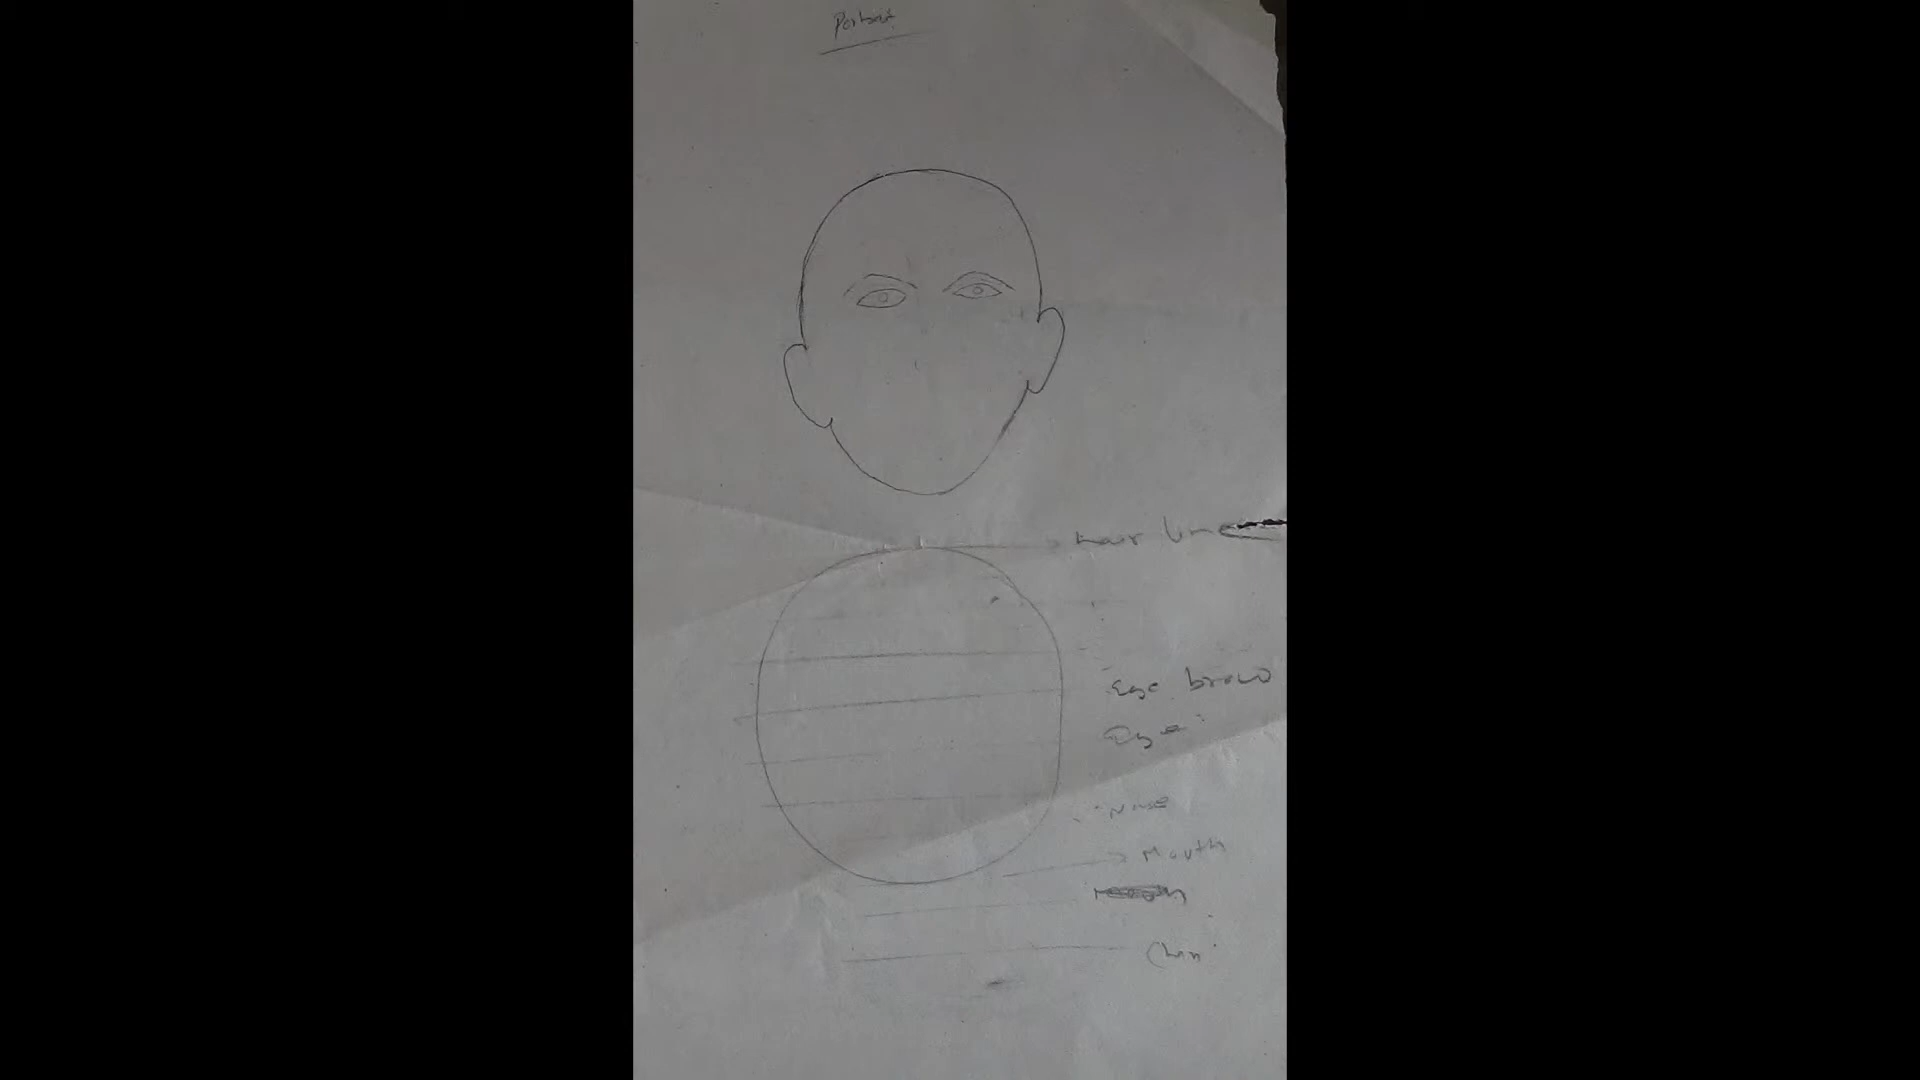 Portrait
hair line
Eye brow
Eye
Nose
Mouth
Chin